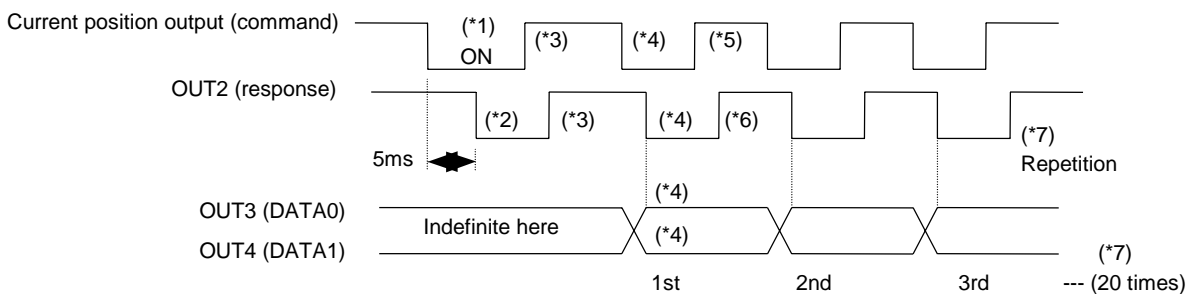 Current position output (command)
(*1)
ON
(*3)
(*4)
(*5)
OUT2 (response)
(*2)
(*3)
(*4)
(*6)
(*7)
Repetition
5ms
(*4)
OUT3 (DATA0)
Indefinite here
(*4)
OUT4 (DATA1)
(*7)
1st
2nd
3rd
--- (20 times)